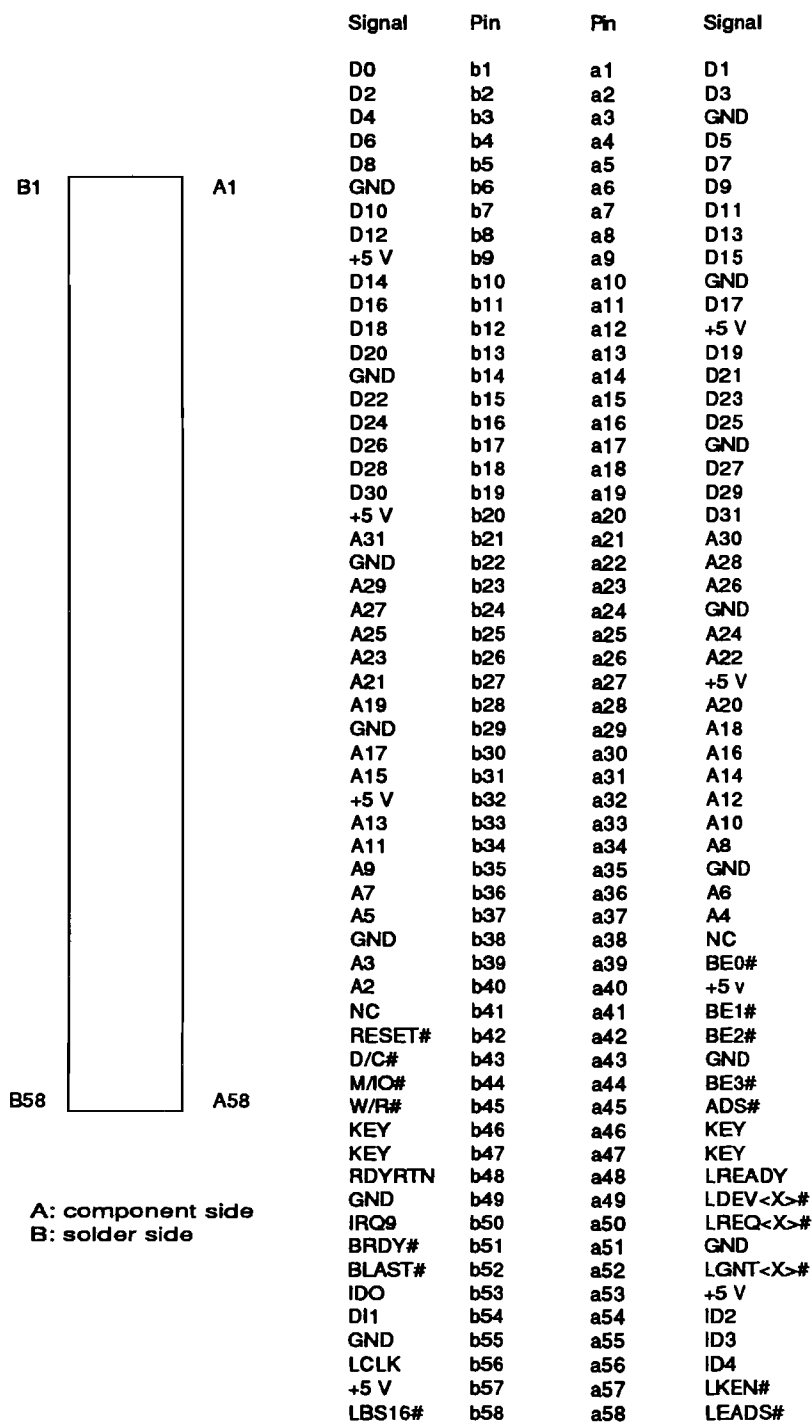 Signal Pin Pin Signal
D0 b1 a1 D1
D2 b2 a2 D3
D4 b3 a3 GND
D6 b4 a4 D5
D8 b5 a5 D7
B1 A1 GND b6 a6 D9
D10 b7 a7 D11
D12 b8 a8 D13
+5 V b9 a9 D15
D14 b10 a10 GND
D16 b11 a11 D17
D18 b12 a12 +5 V
D20 b13 a13 D19
GND b14 a14 D21
D22 b15 a15 D23
D24 b16 a16 D25
D26 b17 a17 GND
D28 b18 a18 D27
D30 b19 a19 D29
+5 V b20 a20 D31
A31 b21 a21 A30
GND b22 a22 A28
A29 b23 a23 A26
A27 b24 a24 GND
A25 b25 a25 A24
A23 b26 a26 A22
A21 b27 a27 +5 V
A19 b28 a28 A20
GND b29 a29 A18
A17 b30 a30 A16
A15 b31 a31 A14
+5 V b32 a32 A12
A13 b33 a33 A10
A11 b34 a34 A8
A9 b35 a35 GND
A7 b36 a36 A6
A5 b37 a37 A4
GND b38 a38 NC
A3 b39 a39 BE0#
A2 b40 a40 +5 v
NC b41 a41 BE1#
RESET# b42 a42 BE2#
D/C# b43 a43 GND
M/IO# b44 a44 BE3#
B58 A58 W/R# b45 a45 ADS#
KEY b46 a46 KEY
KEY b47 a47 KEY
RDYRTN b48 a48 LREADY
A: component side GND b49 a49 LDEV<X>#
B: solder side IRQ9 b50 a50 LREQ<X>#
BRDY# b51 a51 GND
BLAST# b52 a52 LGNT<X>#
IDO b53 a53 +5 V
DI1 b54 a54 ID2
GND b55 a55 ID3
LCLK b56 a56 ID4
+5 V b57 a57 LKEN#
LBS16# b58 a58 LEADS#